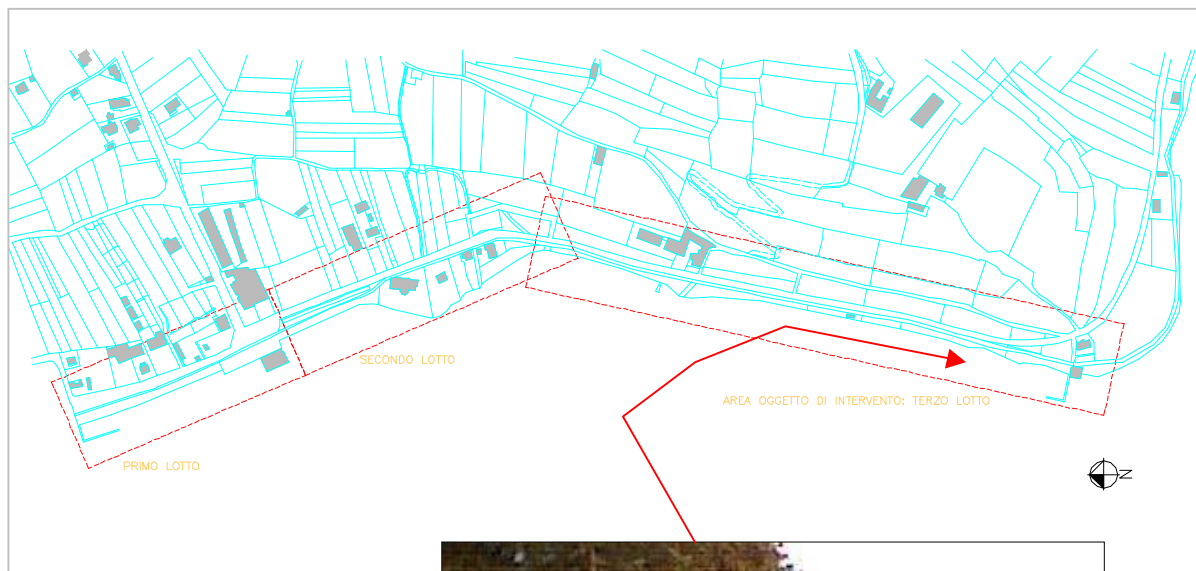 SECONDO LOTTO
AREA OGGETTO DI INTERVENTO: TERZO LOTTO
PRIMO LOTTO
N